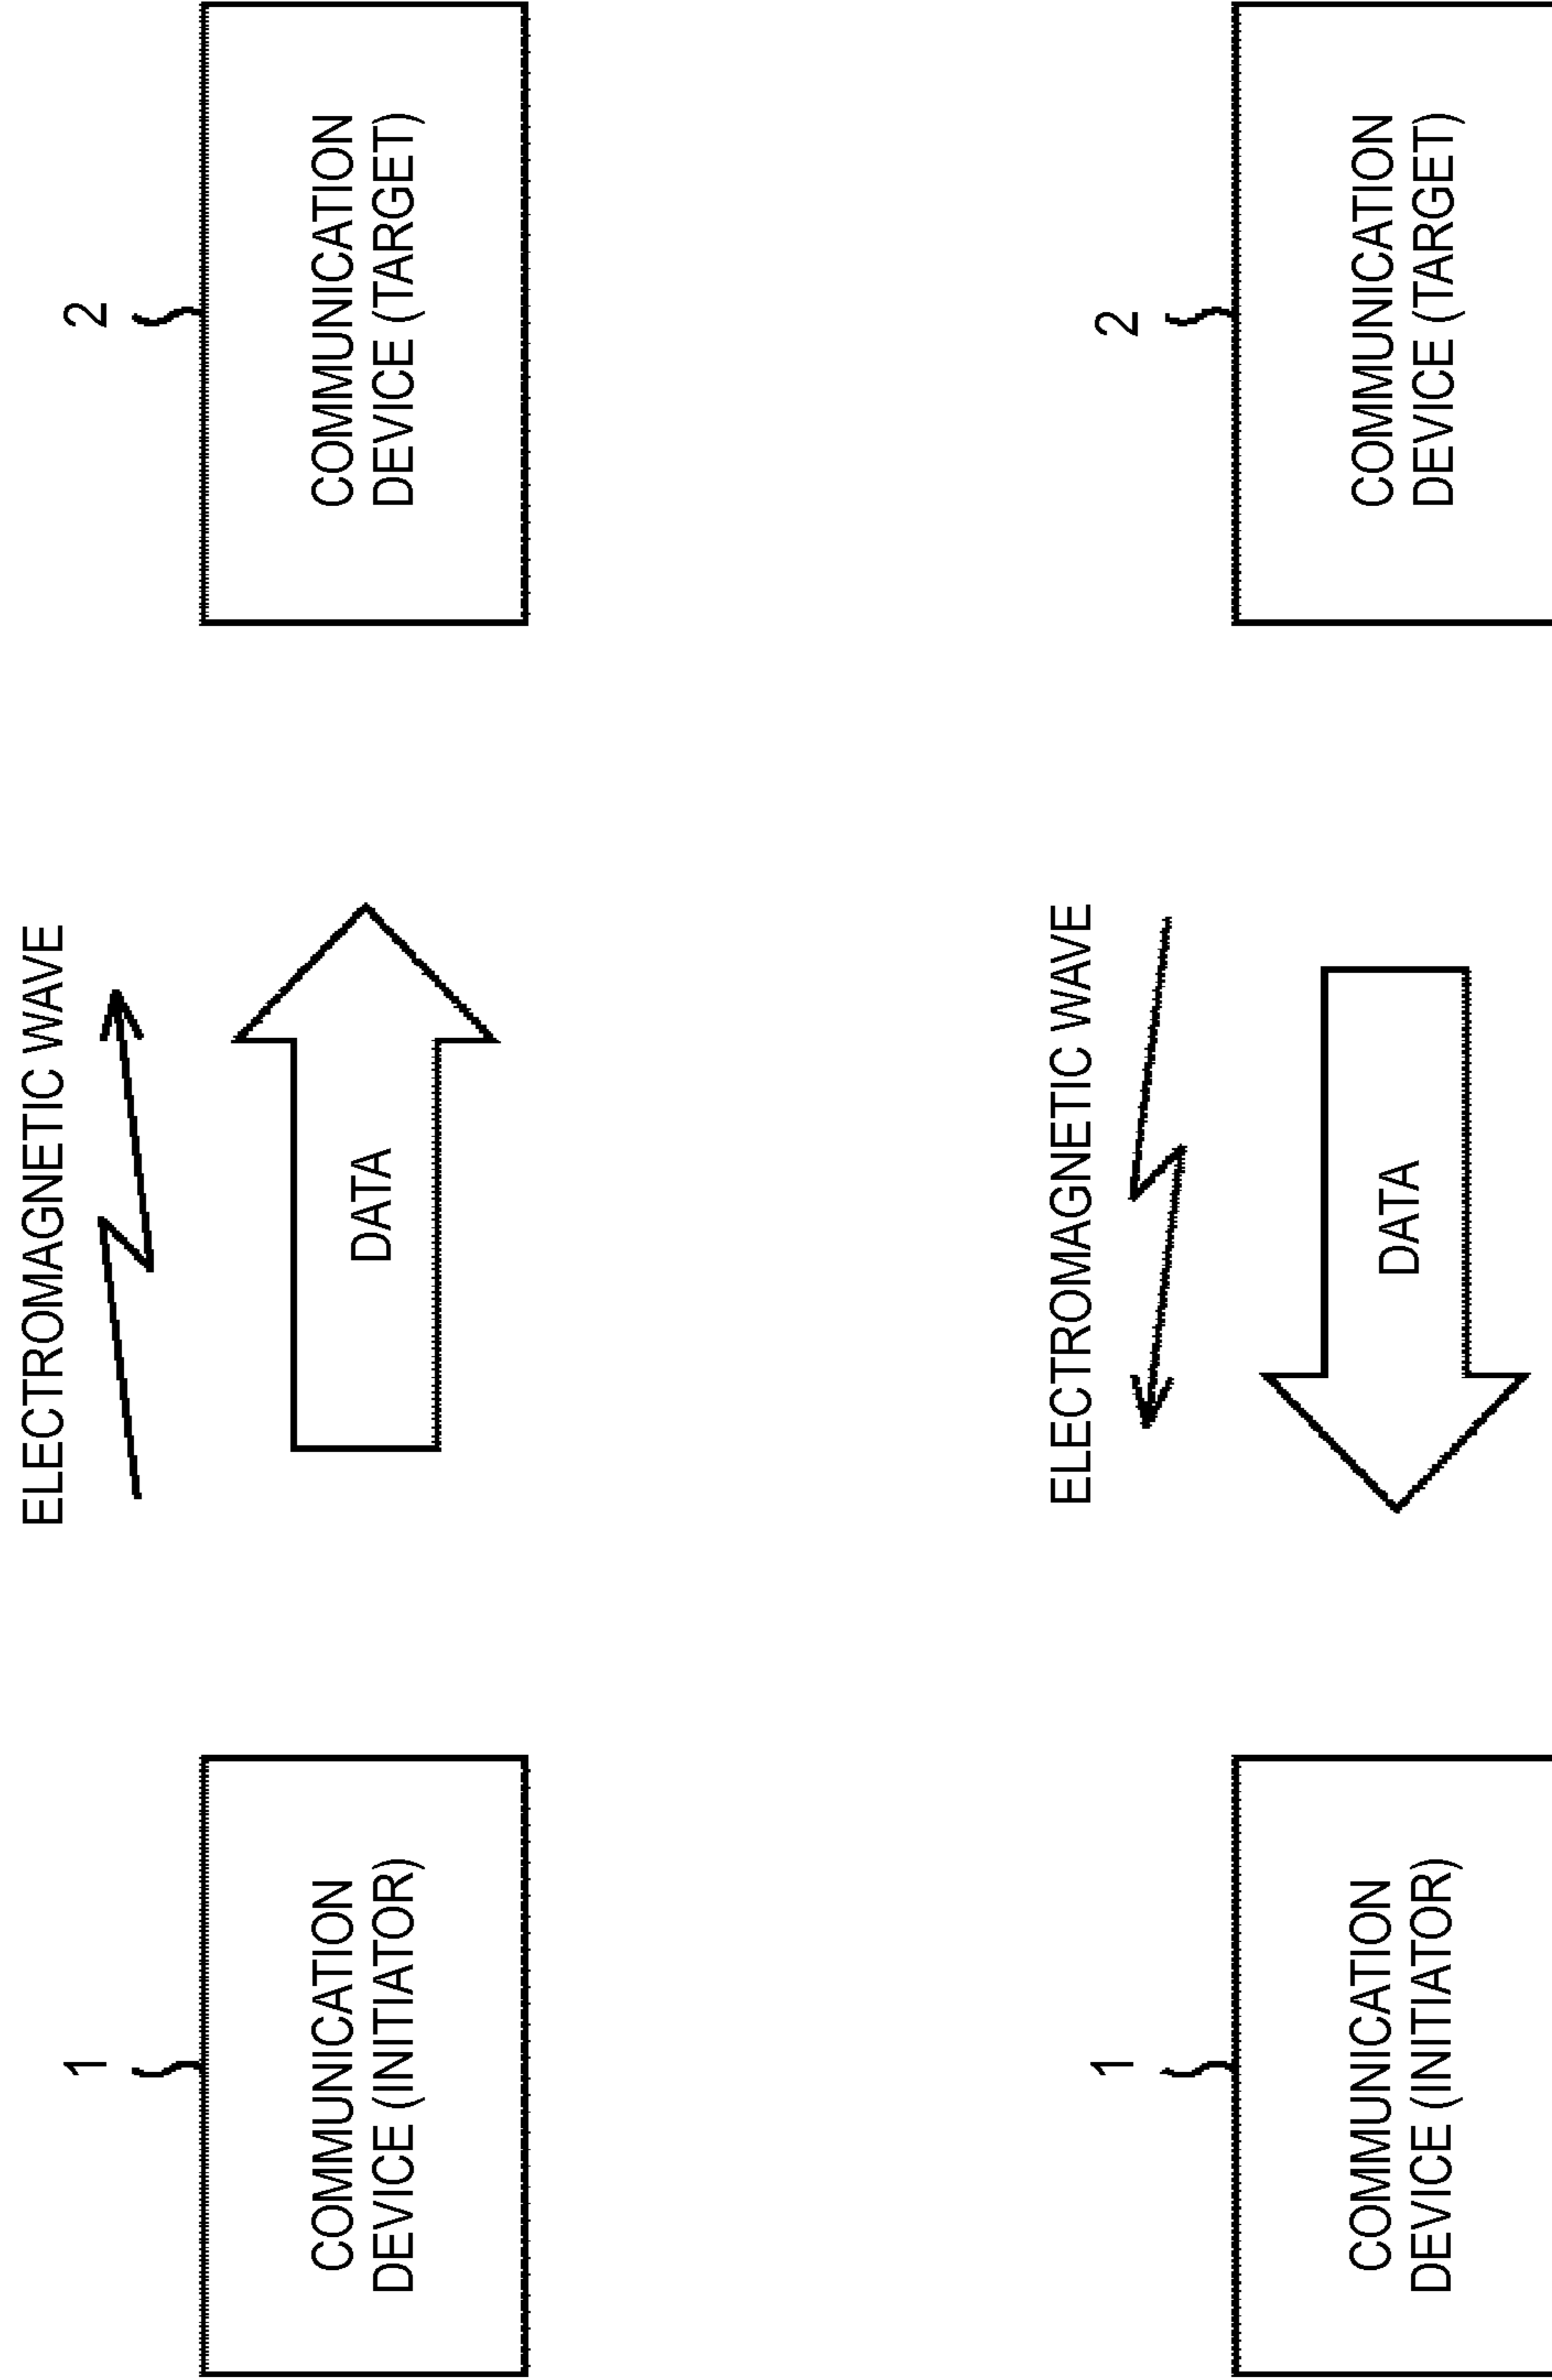 ELECTROMAGNETIC WAVE
1
2
COMMUNICATION
DEVICE (INITIATOR)
DATA
COMMUNICATION
DEVICE (TARGET)
ELECTROMAGNETIC WAVE
1
2
COMMUNICATION
DEVICE (INITIATOR)
DATA
COMMUNICATION
DEVICE (TARGET)